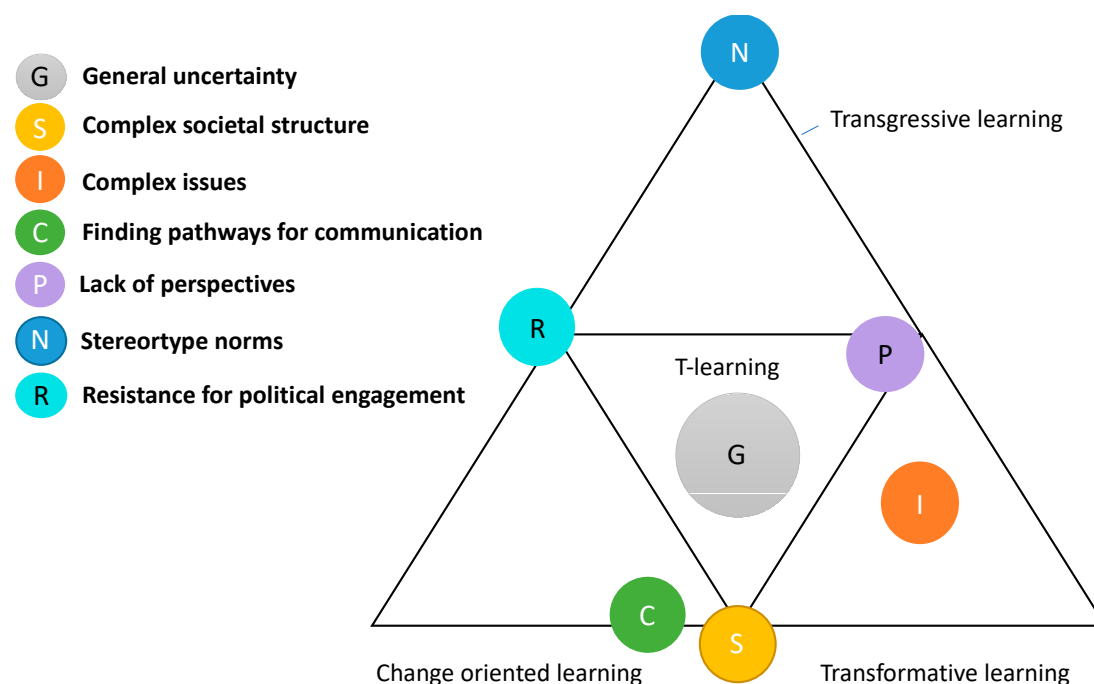 G General uncertainty
S Complex societal structure
I Complex issues
C Finding pathways for communication
P Lack of perspectives
N Stereortype norms
R Resistance for political engagement
N
Transgressive learning
R
P
T-learning
G
I
C
S
Change oriented learning
Transformative learning